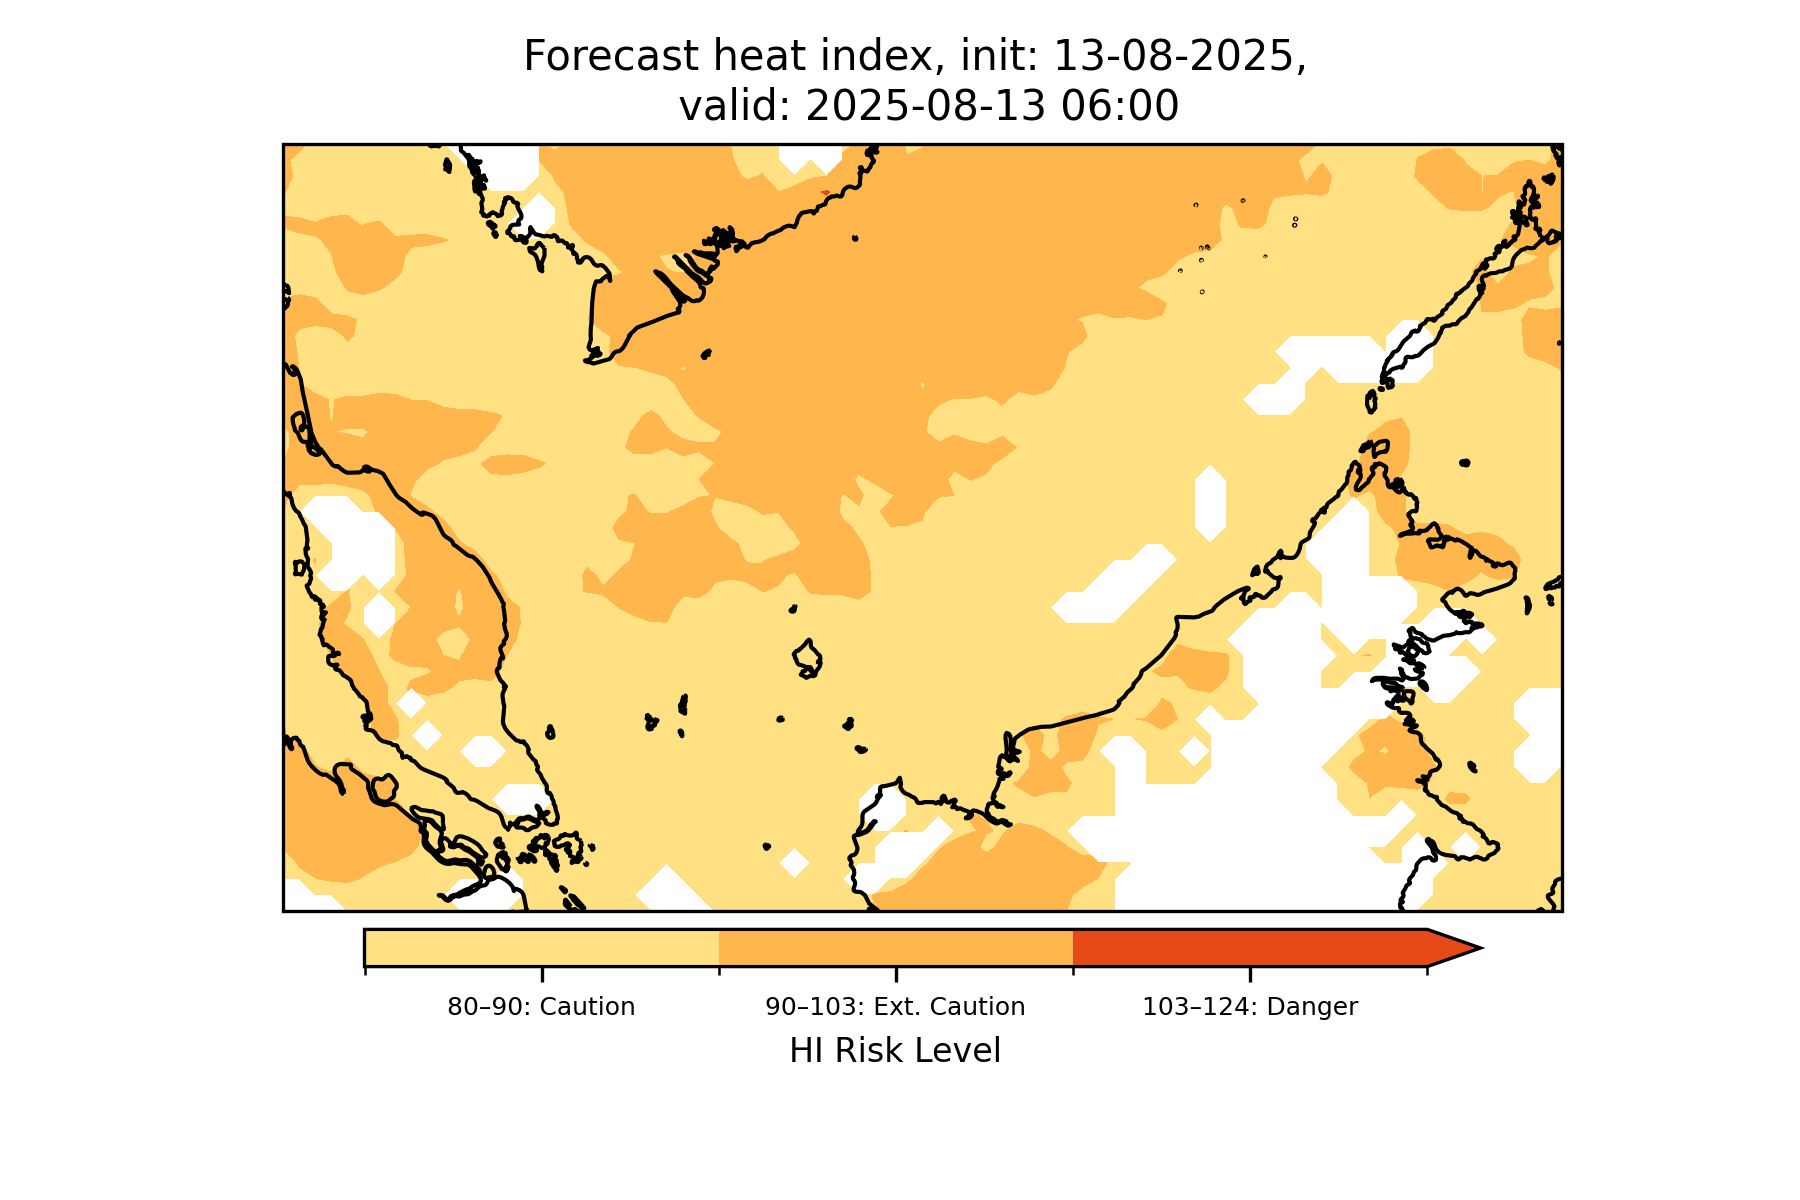 Forecast heat index, init: 13-08-2025,
valid: 2025-08-13 06:00
80–90: Caution
90–103: Ext. Caution
103–124: Danger
HI Risk Level